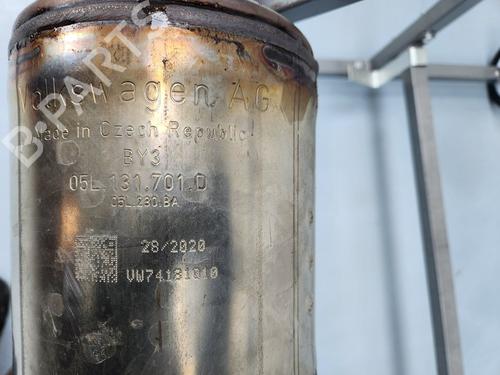 Volkswagen AG
Made in Czech Republic
BY3
05L.131.701.D
05L.230.BA
28/2020
VW74181010
B-PARTS